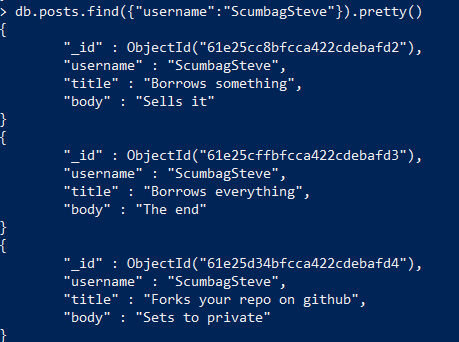 > db.posts.find({"username":"ScumbagSteve"}).pretty()
{
        "_id" : ObjectId("61e25cc8bfcca422cdebafd2"),
        "username" : "ScumbagSteve",
        "title" : "Borrows something",
        "body" : "Sells it"
}
{
        "_id" : ObjectId("61e25cffbfcca422cdebafd3"),
        "username" : "ScumbagSteve",
        "title" : "Borrows everything",
        "body" : "The end"
}
{
        "_id" : ObjectId("61e25d34bfcca422cdebafd4"),
        "username" : "ScumbagSteve",
        "title" : "Forks your repo on github",
        "body" : "Sets to private"
}